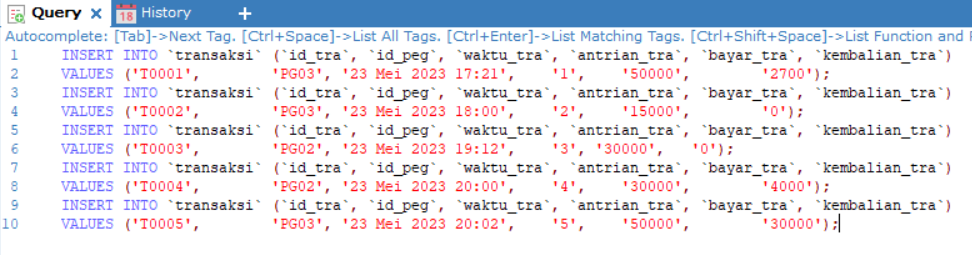 Query × 18 History +
Autocomplete: [Tab]->Next Tag. [Ctrl+Space]->List All Tags. [Ctrl+Enter]->List Matching Tags. [Ctrl+Shift+Space]->List Function and
1 INSERT INTO `transaksi` (`id_tra`, `id_peg`, `waktu_tra`, `antrian_tra`, `bayar_tra`, `kembalian_tra`)
2 VALUES ('T0001', 'PG03', '23 Mei 2023 17:21', '1', '50000', '2700');
3 INSERT INTO `transaksi` (`id_tra`, `id_peg`, `waktu_tra`, `antrian_tra`, `bayar_tra`, `kembalian_tra`)
4 VALUES ('T0002', 'PG03', '23 Mei 2023 18:00', '2', '15000', '0');
5 INSERT INTO `transaksi` (`id_tra`, `id_peg`, `waktu_tra`, `antrian_tra`, `bayar_tra`, `kembalian_tra`)
6 VALUES ('T0003', 'PG02', '23 Mei 2023 19:12', '3', '30000', '0');
7 INSERT INTO `transaksi` (`id_tra`, `id_peg`, `waktu_tra`, `antrian_tra`, `bayar_tra`, `kembalian_tra`)
8 VALUES ('T0004', 'PG02', '23 Mei 2023 20:00', '4', '30000', '4000');
9 INSERT INTO `transaksi` (`id_tra`, `id_peg`, `waktu_tra`, `antrian_tra`, `bayar_tra`, `kembalian_tra`)
10 VALUES ('T0005', 'PG03', '23 Mei 2023 20:02', '5', '50000', '30000');